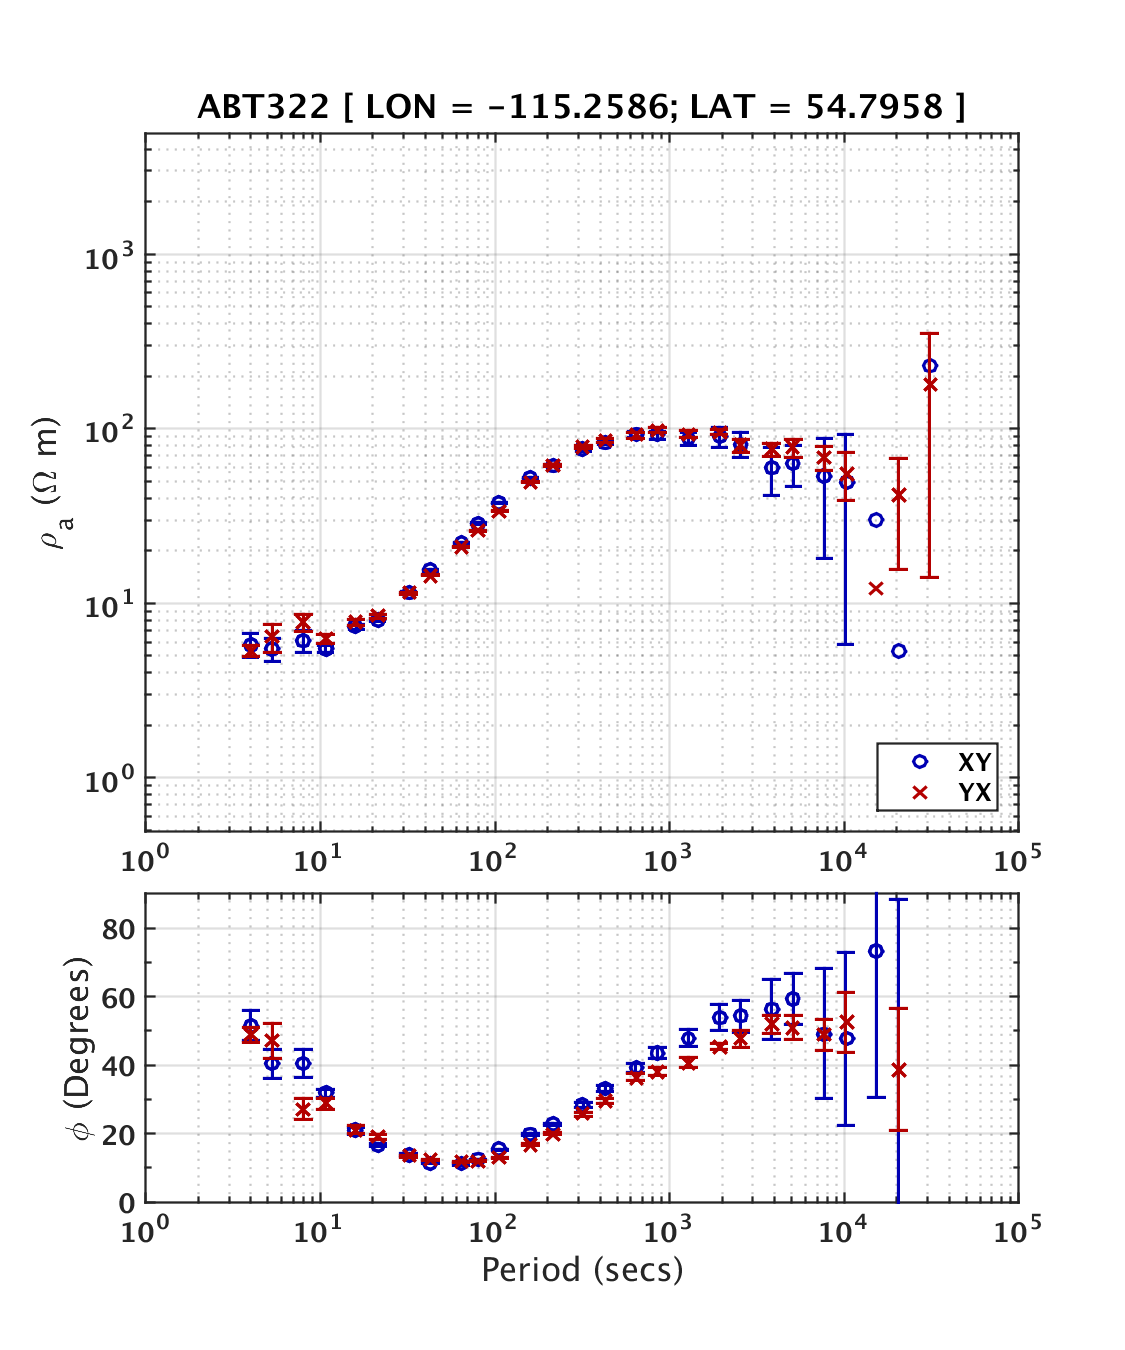 ABT322 [ LON = -115.2586; LAT = 54.7958 ]
10³
10²
10¹
10⁰
ρₐ (Ω m)
XY
YX
10⁰ 10¹ 10² 10³ 10⁴ 10⁵
80
60
40
20
0
ϕ (Degrees)
10⁰ 10¹ 10² 10³ 10⁴ 10⁵
Period (secs)